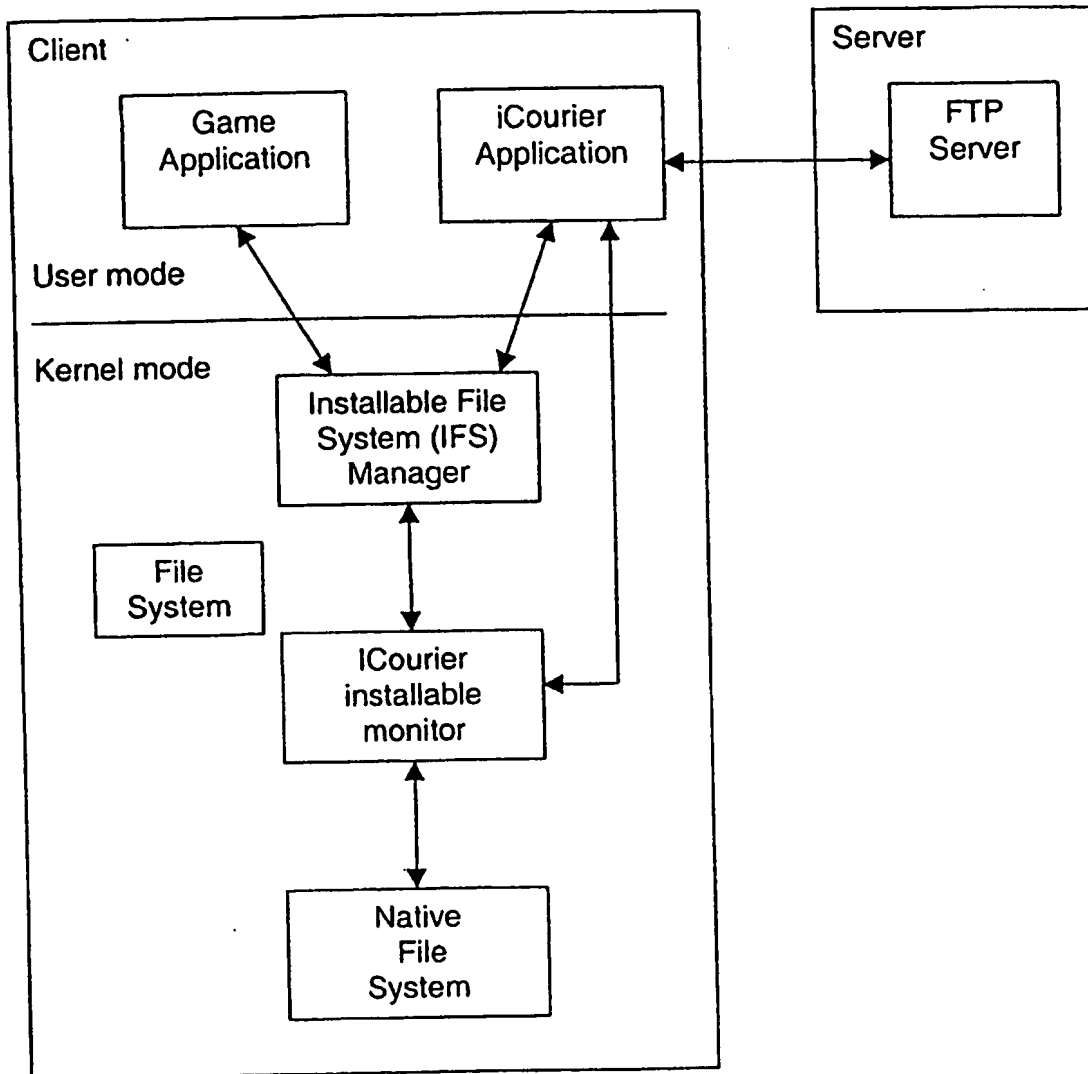 Client
Server
Game
Application
iCourier
Application
FTP
Server
User mode
Kernel mode
Installable File
System (IFS)
Manager
File
System
ICourier
installable
monitor
Native
File
System